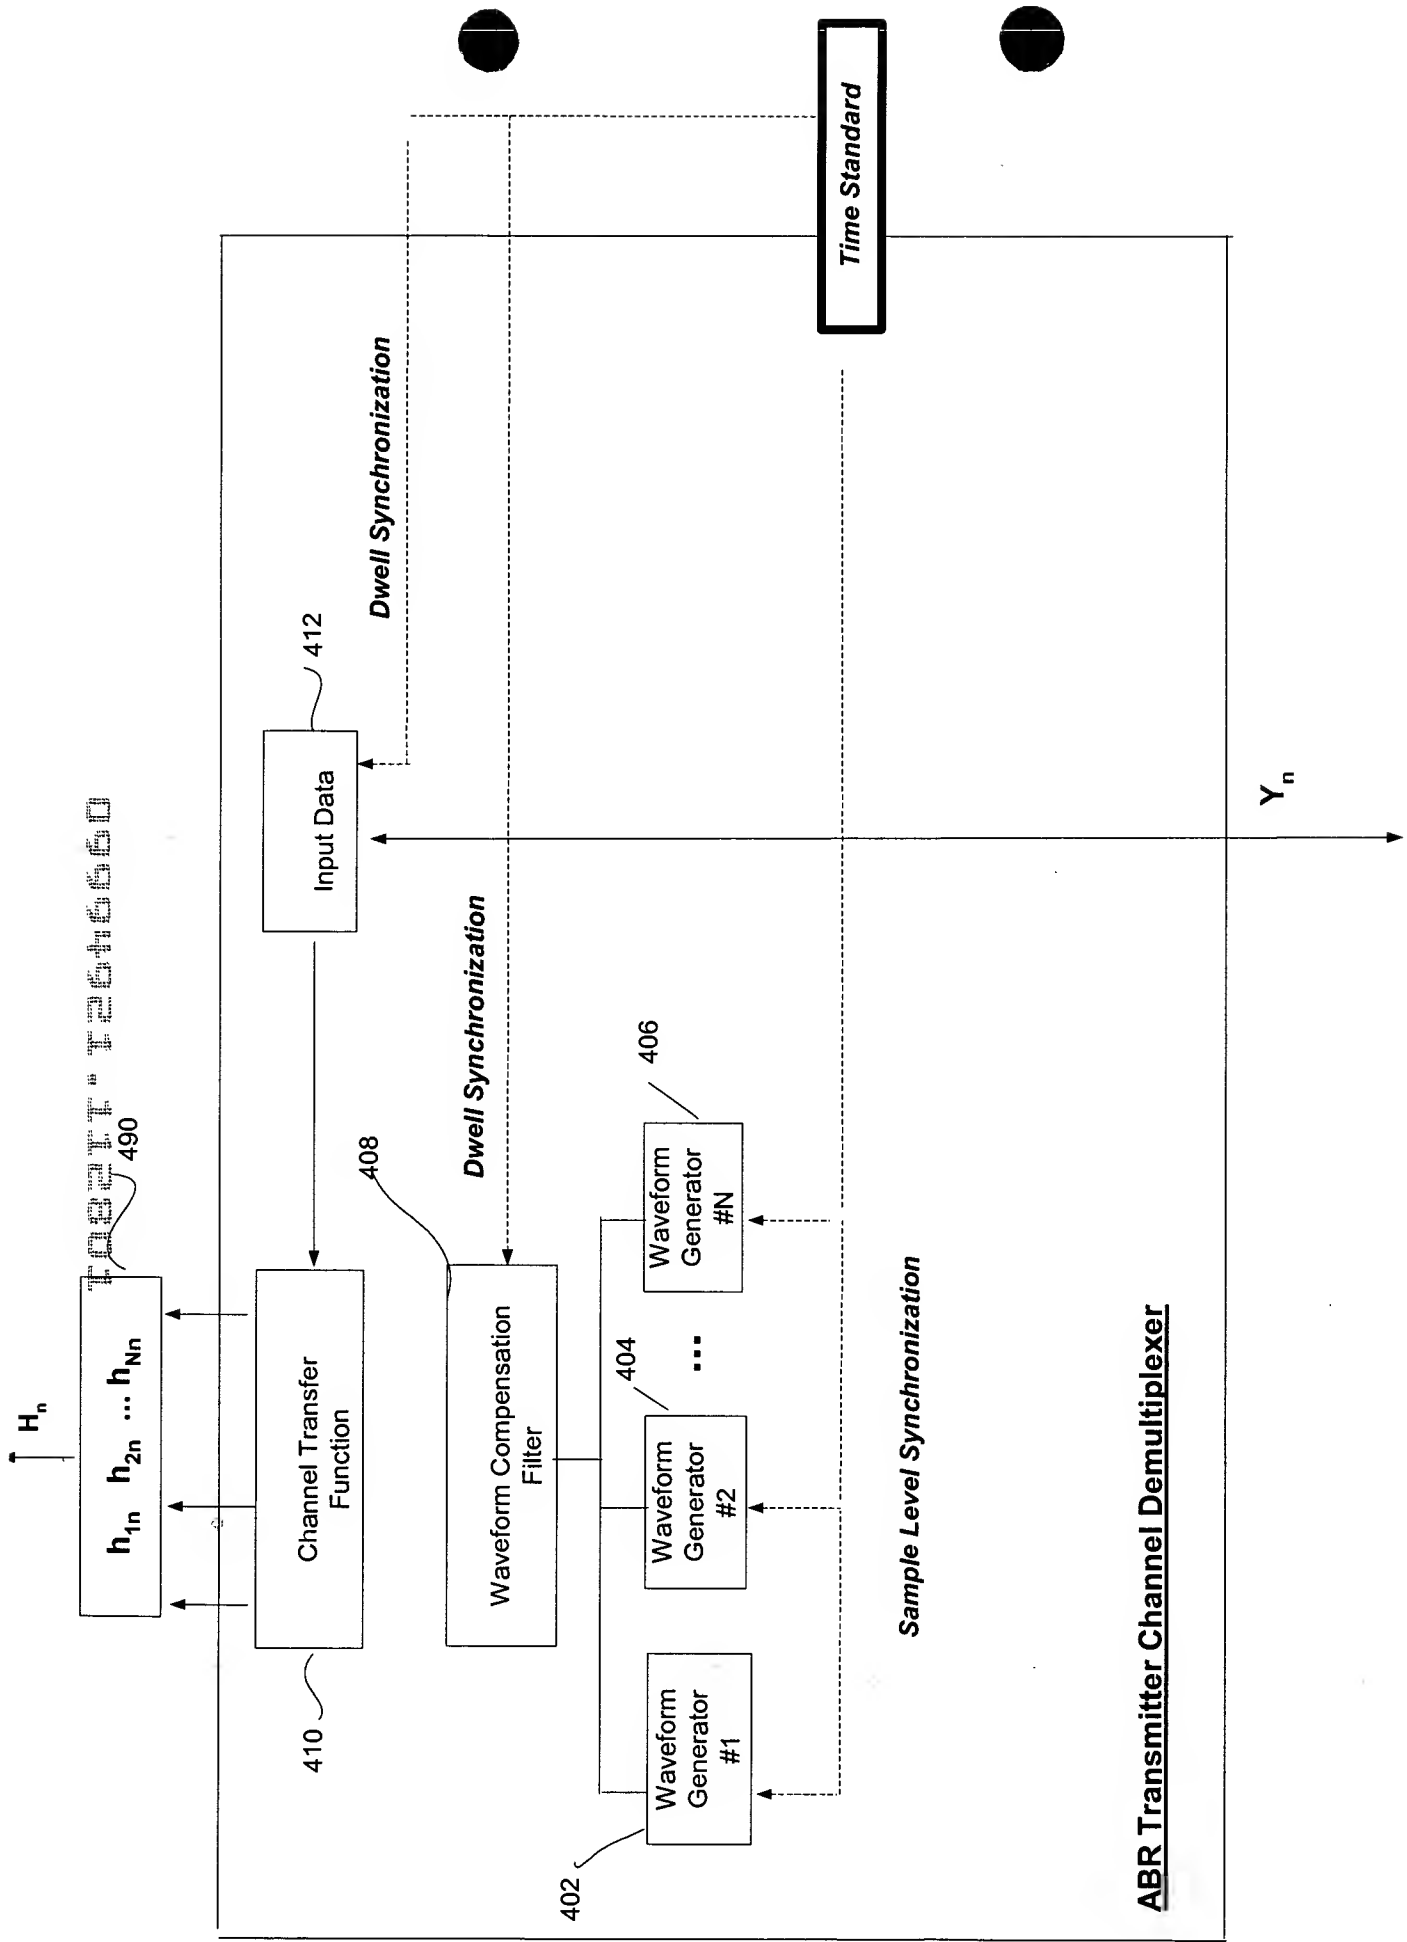 H_n
490
h_1n h_2n ... h_Nn
T08211 · T264660
Channel Transfer
Function
410
Input Data
412
Dwell Synchronization
408
Waveform Compensation
Filter
Dwell Synchronization
402
Waveform
Generator
#1
404
Waveform
Generator
#2
...
406
Waveform
Generator
#N
Sample Level Synchronization
Time Standard
Y_n
ABR Transmitter Channel Demultiplexer